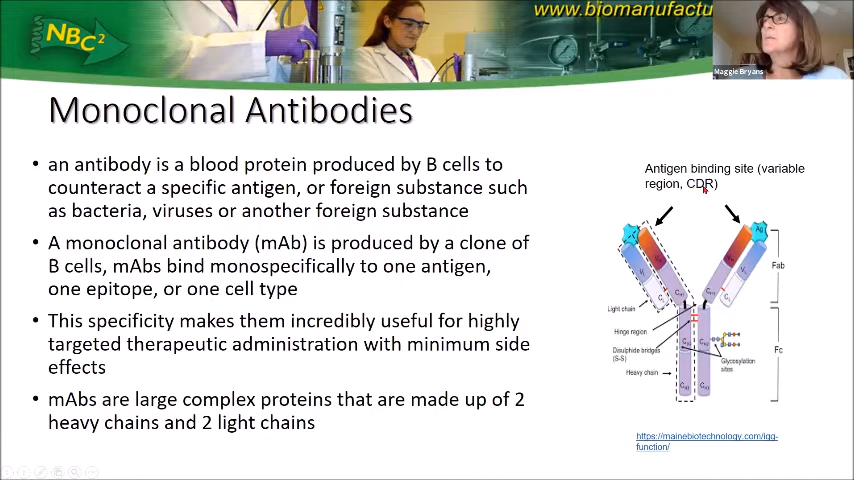 NBC²
www.biomanufactu
Maggie Bryans
Monoclonal Antibodies
• an antibody is a blood protein produced by B cells to
counteract a specific antigen, or foreign substance such
as bacteria, viruses or another foreign substance
• A monoclonal antibody (mAb) is produced by a clone of
B cells, mAbs bind monospecifically to one antigen,
one epitope, or one cell type
• This specificity makes them incredibly useful for highly
targeted therapeutic administration with minimum side
effects
• mAbs are large complex proteins that are made up of 2
heavy chains and 2 light chains
Antigen binding site (variable
region, CDR)
Ag
Fab
Light chain
Hinge region
Disulphide bridges
(S-S)
Heavy chain
Glycosylation
sites
Fc
https://mainebiotechnology.com/igg-
function/